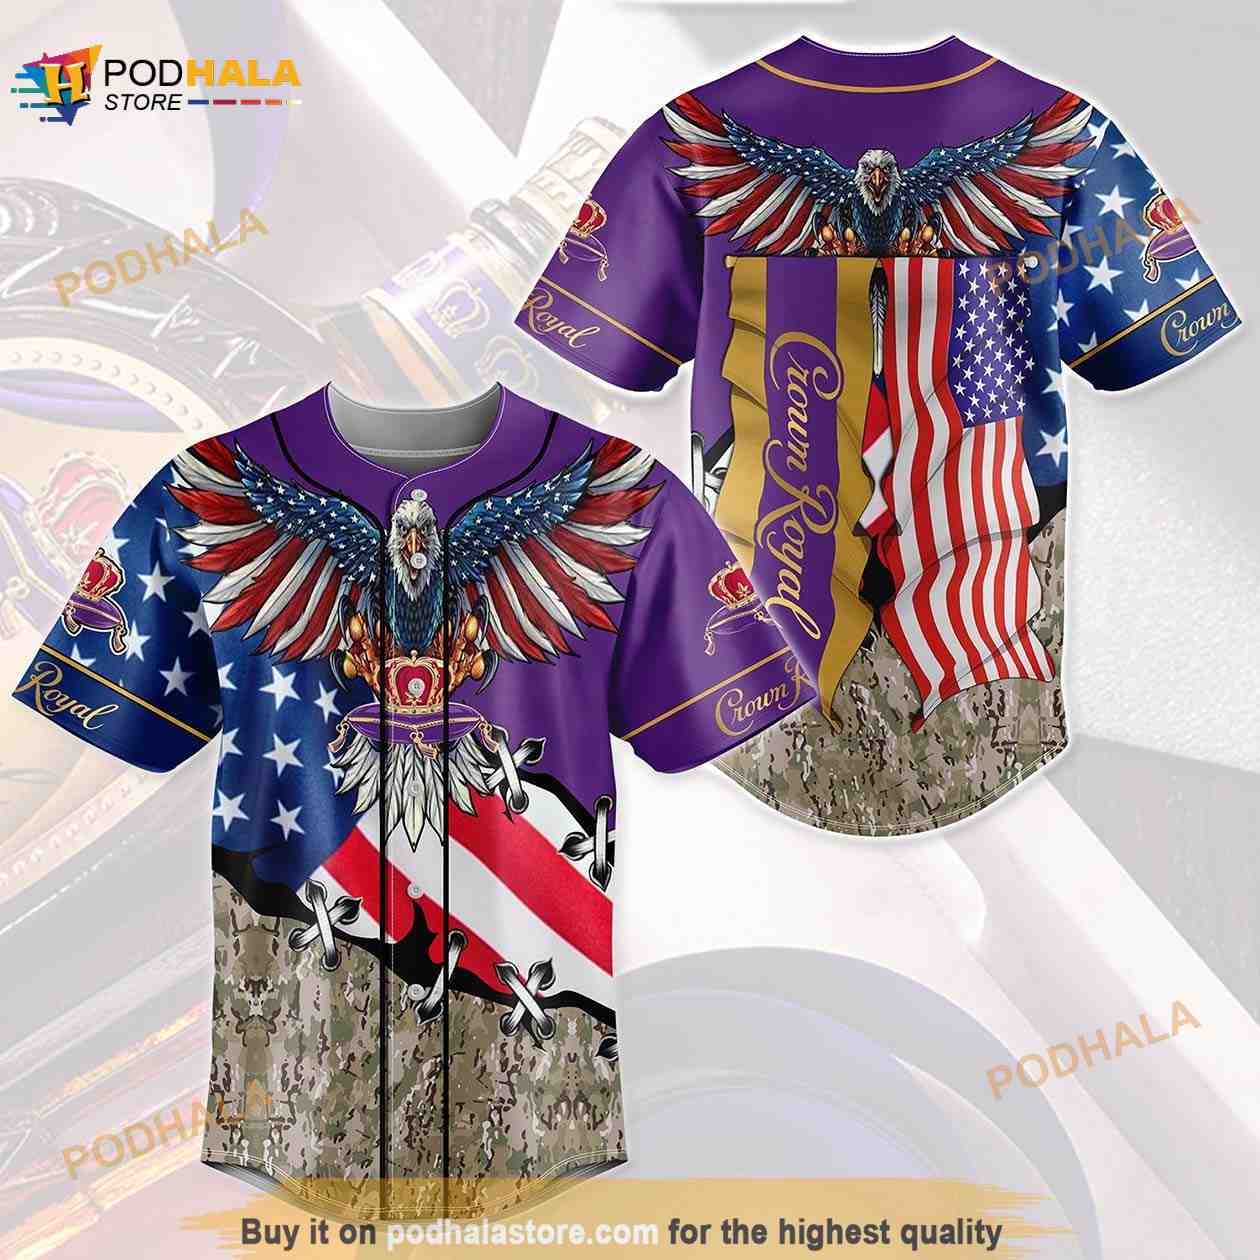 PODHALA
STORE
PODHALA
PODHALA
Royal
Crown
Crown Royal
Royal
Crown R
PODHALA
PODHALA
Buy it on podhalastore.com for the highest quality